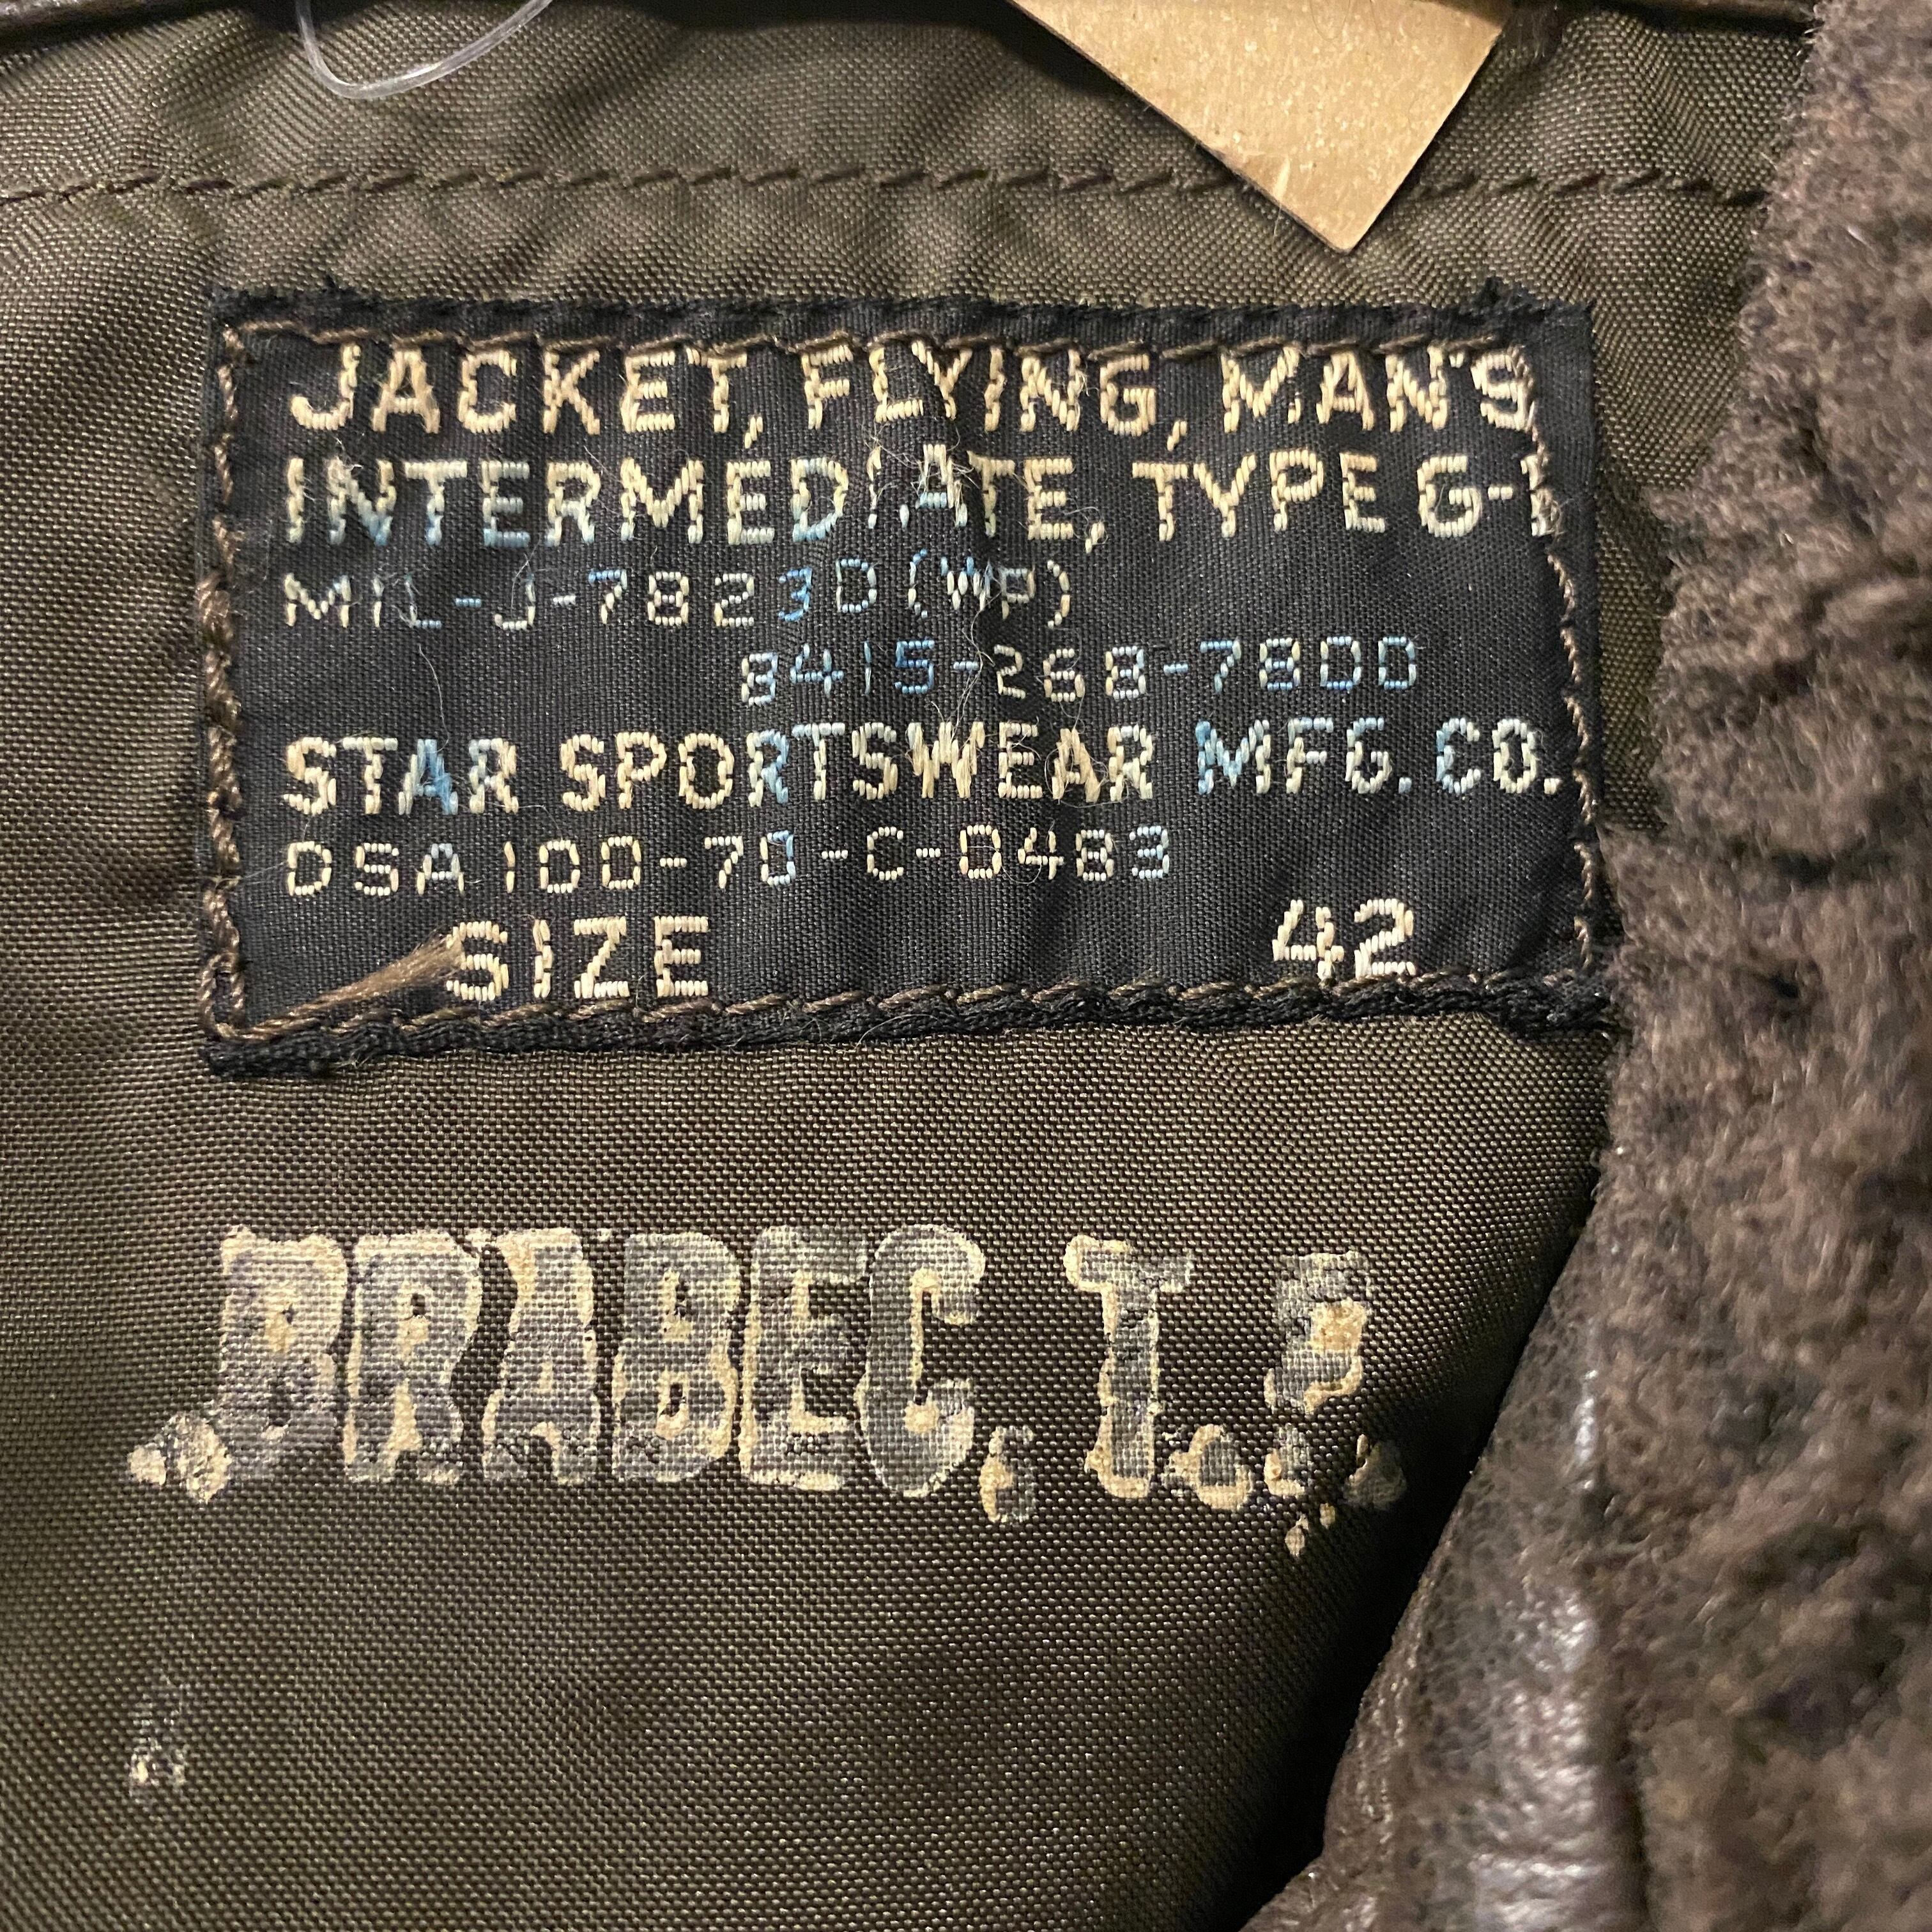 JACKET, FLYING, MAN'S
INTERMEDIATE, TYPE G-1
MIL-J-7823D(WP)
8415-268-7800
STAR SPORTSWEAR MFG. CO.
DSA 100-70-C-0483
SIZE 42
BRABEC, T.